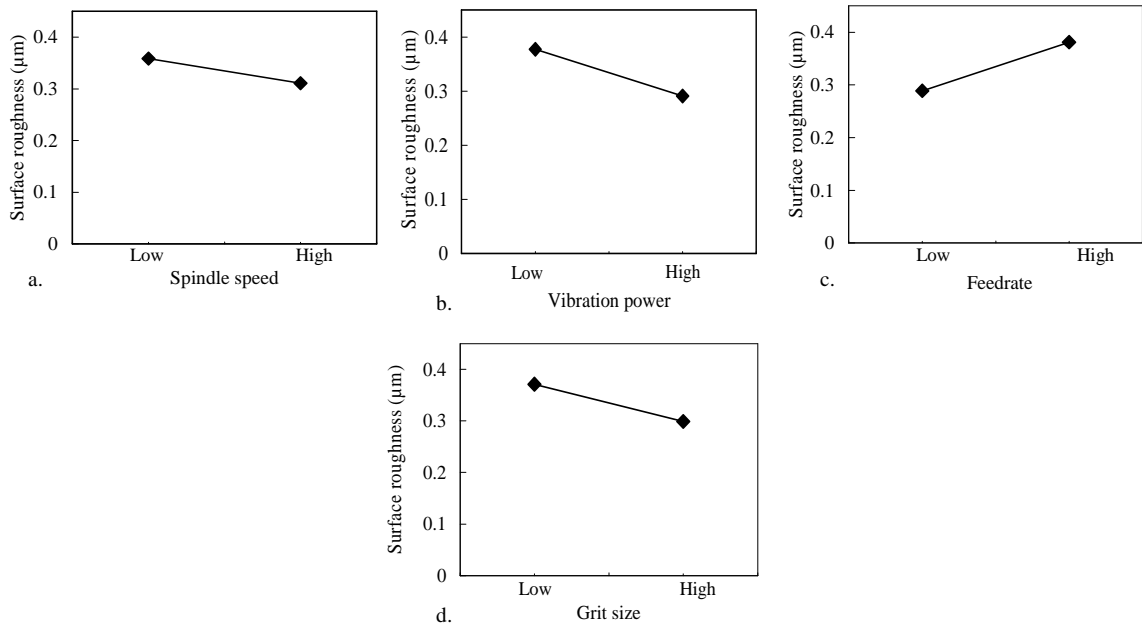 Surface roughness (µm)
0.4
0.3
0.2
0.1
0
Low
High
Spindle speed
a.
Surface roughness (µm)
0.4
0.3
0.2
0.1
0
Low
High
Vibration power
b.
Surface roughness (µm)
0.4
0.3
0.2
0.1
0
Low
High
Feedrate
c.
Surface roughness (µm)
0.4
0.3
0.2
0.1
0
Low
High
Grit size
d.